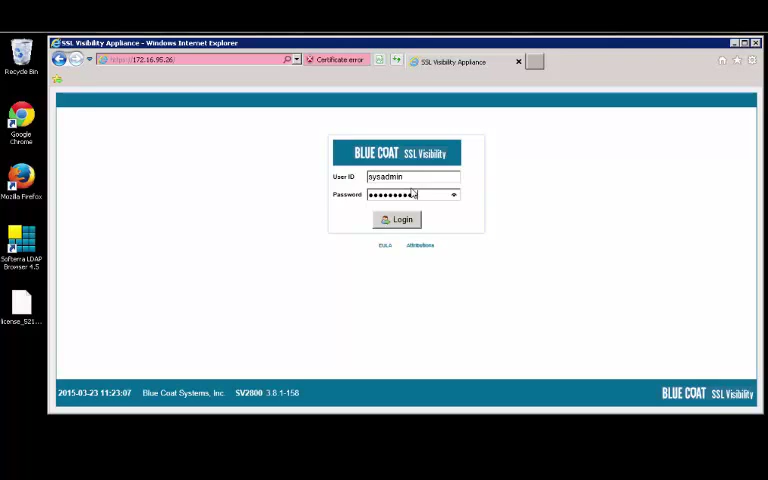 SSL Visibility Appliance - Windows Internet Explorer
https://172.16.95.26/
Certificate error
SSL Visibility Appliance
Recycle Bin
Google
Chrome
Mozilla Firefox
Softerra LDAP
Browser 4.5
license_521...
BLUE COAT SSL Visibility
User ID
sysadmin
Password
Login
EULA
Attributions
2015-03-23 11:23:07 Blue Coat Systems, Inc. SV2800 3.8.1-158
BLUE COAT SSL Visibility